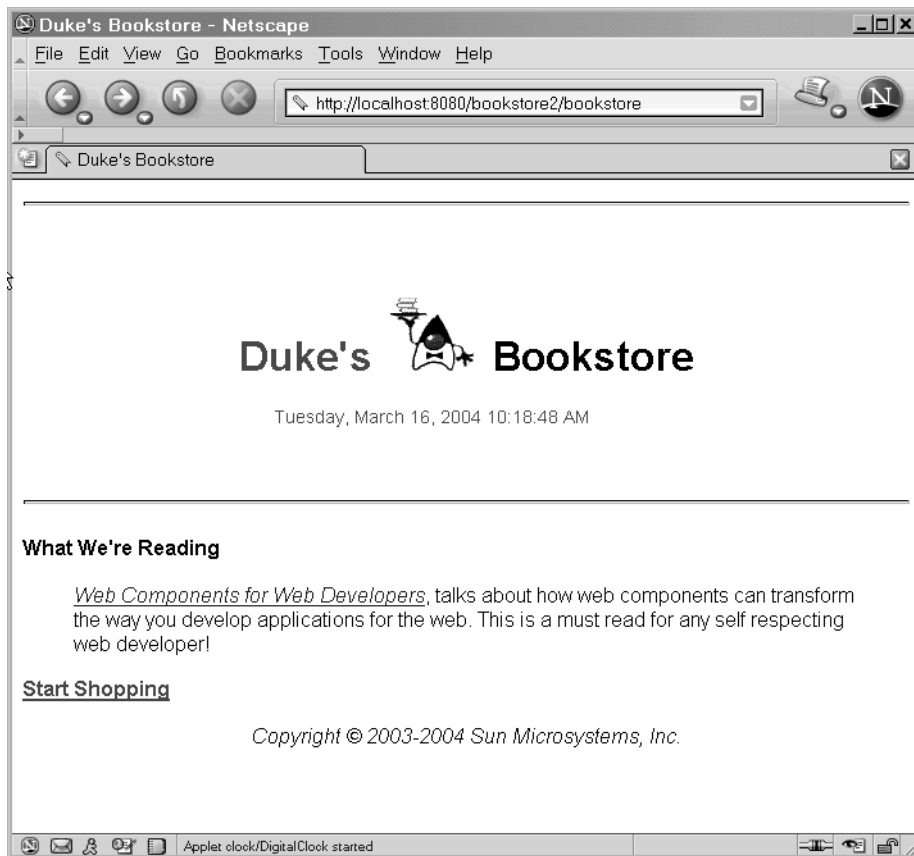 Duke's Bookstore - Netscape
File Edit View Go Bookmarks Tools Window Help
http://localhost:8080/bookstore2/bookstore
N
Duke's Bookstore
Duke's Bookstore
Tuesday, March 16, 2004 10:18:48 AM
What We're Reading
Web Components for Web Developers, talks about how web components can transform
the way you develop applications for the web. This is a must read for any self respecting
web developer!
Start Shopping
Copyright © 2003-2004 Sun Microsystems, Inc.
Applet clock/DigitalClock started